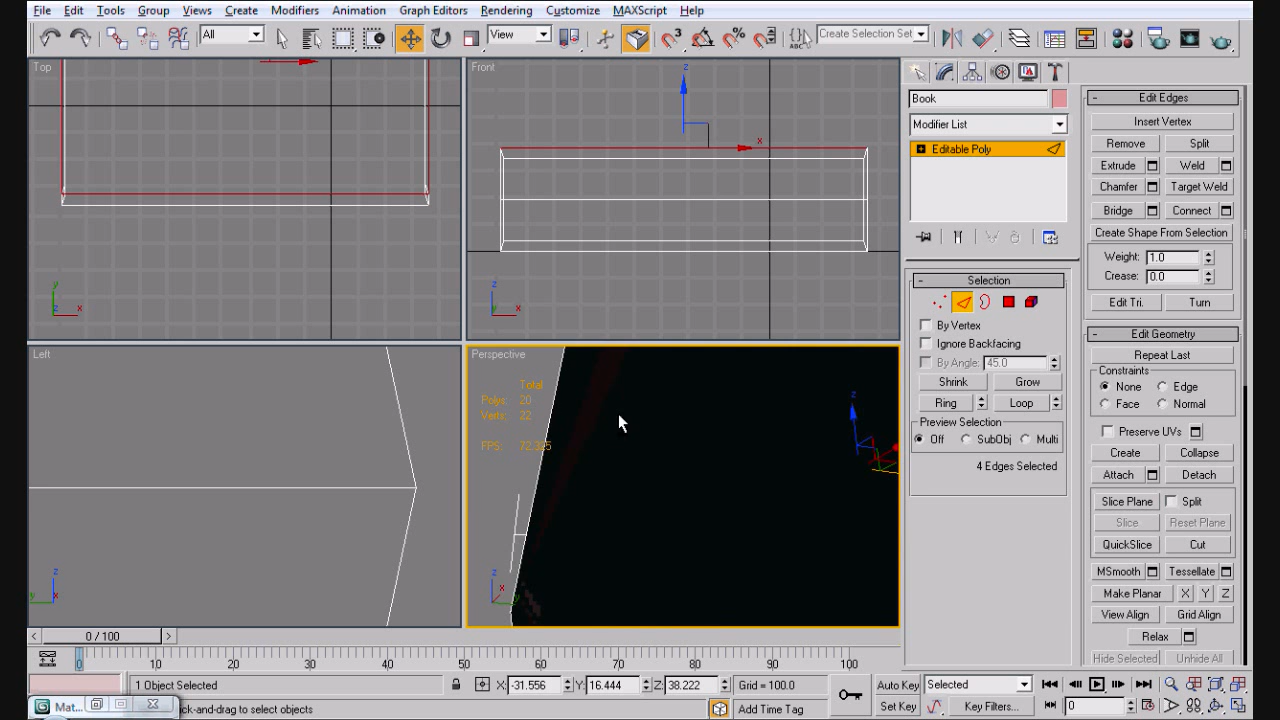 File Edit Tools Group Views Create Modifiers Animation Graph Editors Rendering Customize MAXScript Help
All View Create Selection Set
Top
x
y
z x
Front
z
x
z
x
Left
z
y x
Perspective
Total
Polys: 20
Verts: 22
FPS: 72.325
z
z
x
y
Book
Modifier List
Editable Poly
Selection
By Vertex
Ignore Backfacing
By Angle: 45.0
Shrink Grow
Ring Loop
Preview Selection
Off SubObj Multi
4 Edges Selected
Edit Edges
Insert Vertex
Remove Split
Extrude Weld
Chamfer Target Weld
Bridge Connect
Create Shape From Selection
Weight: 1.0
Crease: 0.0
Edit Tri. Turn
Edit Geometry
Repeat Last
Constraints
None Edge
Face Normal
Preserve UVs
Create Collapse
Attach Detach
Slice Plane Split
Slice Reset Plane
QuickSlice Cut
MSmooth Tessellate
Make Planar X Y Z
View Align Grid Align
Relax
Hide Selected Unhide All
0 / 100
0 10 20 30 40 50 60 70 80 90 100
1 Object Selected X: -31.556 Y: 16.444 Z: 38.222 Grid = 100.0 Auto Key Selected
Mat... ck-and-drag to select objects Add Time Tag Set Key Key Filters... 0